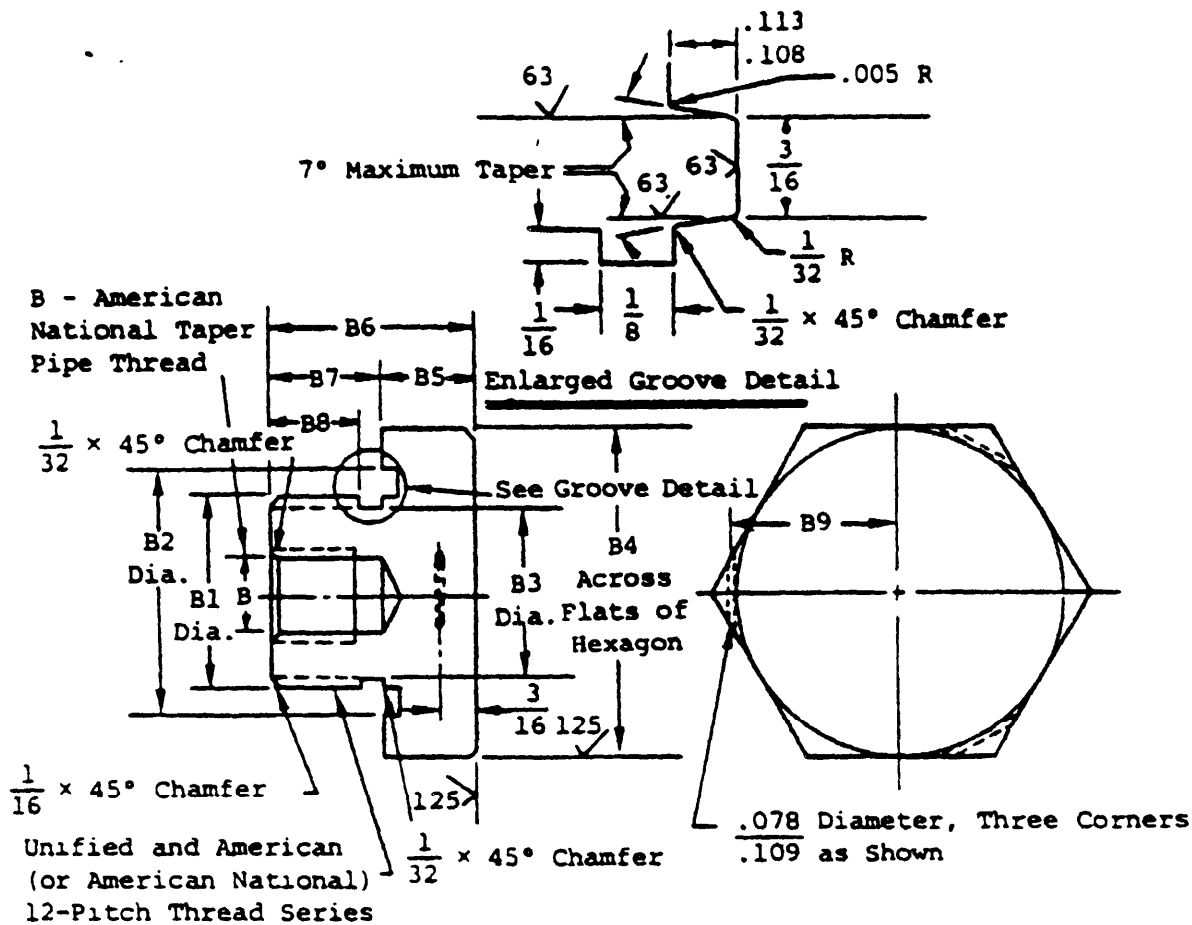 .113
.108
.005 R
63
7° Maximum Taper
63
63
3/16
1/32 R
1/16
1/8
1/32 × 45° Chamfer
B - American
National Taper
Pipe Thread
B6
B7
B5
Enlarged Groove Detail
B8
1/32 × 45° Chamfer
See Groove Detail
B9
B2
Dia.
B1
Dia.
B
B3
Dia.
B4
Across
Flats of
Hexagon
3/16
125
1/16 × 45° Chamfer
125
.078 Diameter, Three Corners
.109 as Shown
Unified and American
(or American National)
12-Pitch Thread Series
1/32 × 45° Chamfer